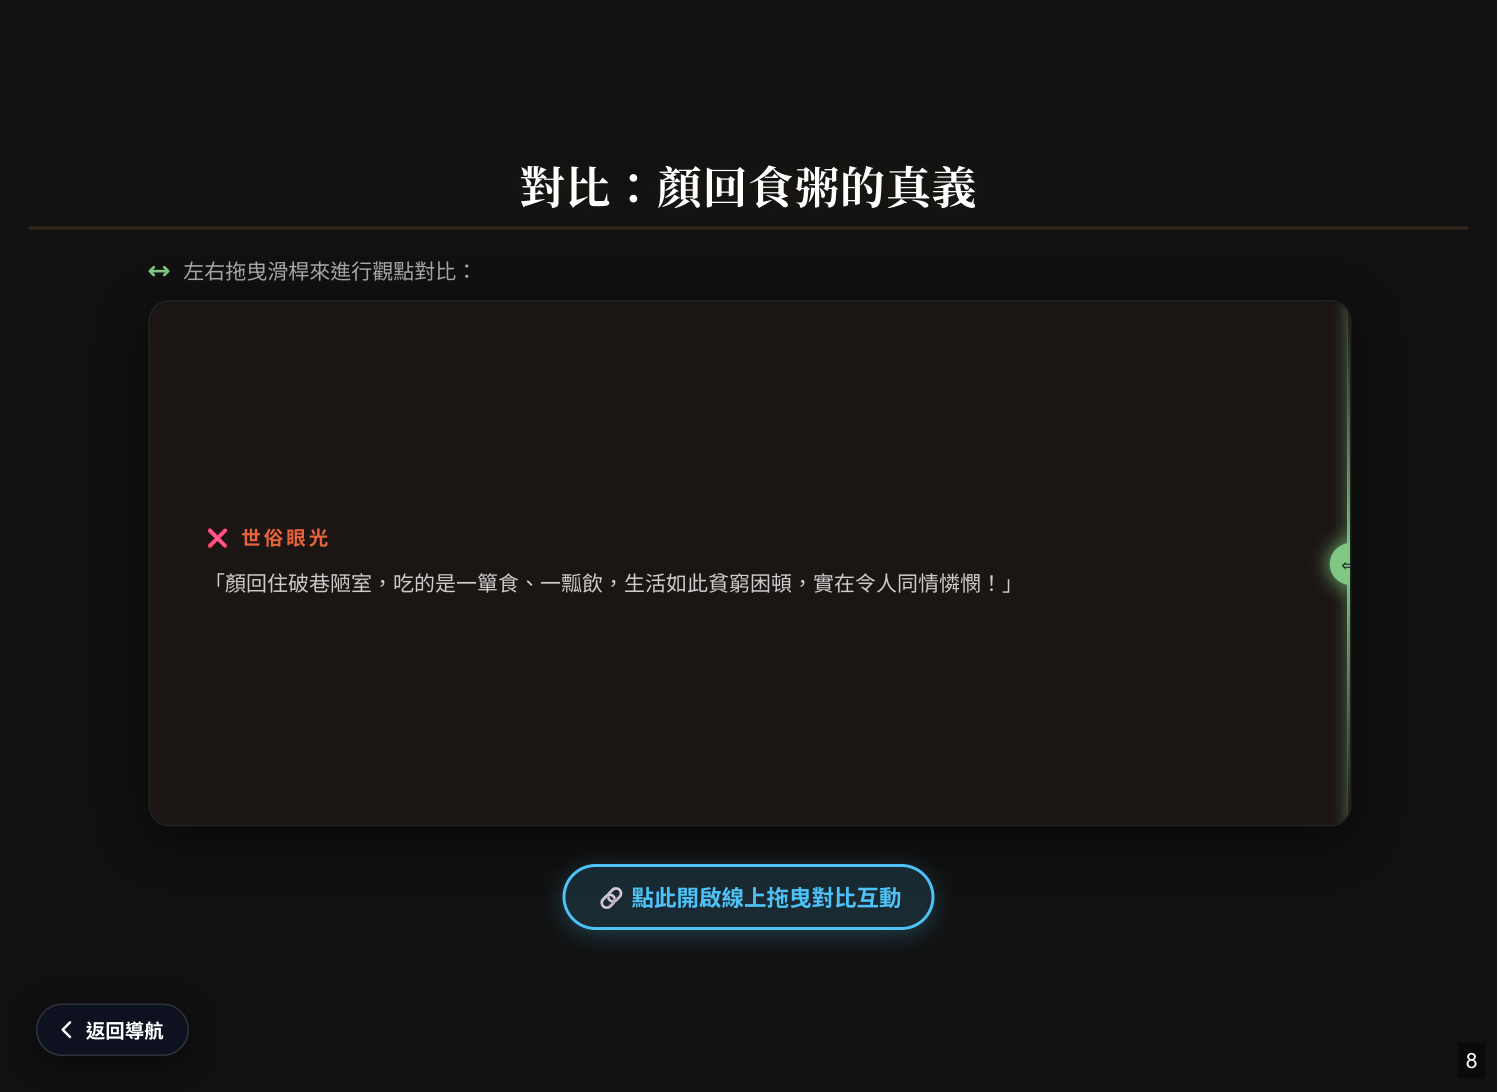 對比：顏回食粥的真義
左右拖曳滑桿來進行觀點對比：
世俗眼光
「顏回住破巷陋室，吃的是一簞食、一瓢飲，生活如此貧窮困頓，實在令人同情憐憫！」
點此開啟線上拖曳對比互動
返回導航
8